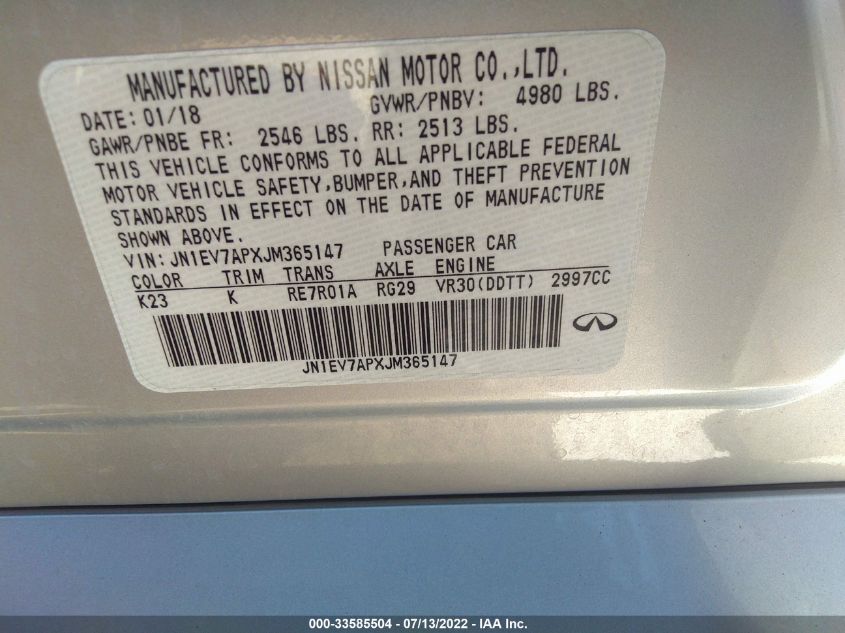 MANUFACTURED BY NISSAN MOTOR CO.,LTD.
DATE: 01/18 GVWR/PNBV: 4980 LBS.
GAWR/PNBE FR: 2546 LBS. RR: 2513 LBS.
THIS VEHICLE CONFORMS TO ALL APPLICABLE FEDERAL
MOTOR VEHICLE SAFETY,BUMPER,AND THEFT PREVENTION
STANDARDS IN EFFECT ON THE DATE OF MANUFACTURE
SHOWN ABOVE.
VIN: JN1EV7APXJM365147 PASSENGER CAR
COLOR TRIM TRANS AXLE ENGINE
K23 K RE7R01A RG29 VR30(DDTT) 2997CC
JN1EV7APXJM365147
000-33585504 - 07/13/2022 - IAA Inc.